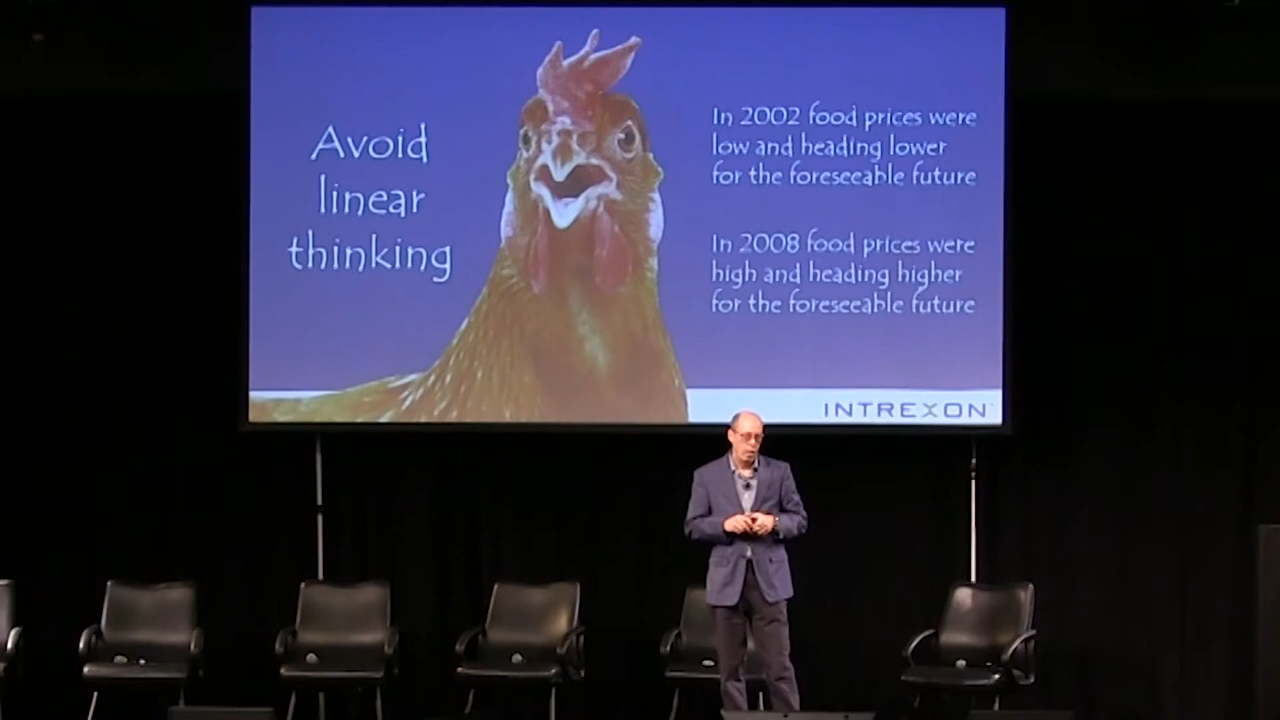 Avoid
linear
thinking
In 2002 food prices were
low and heading lower
for the foreseeable future
In 2008 food prices were
high and heading higher
for the foreseeable future
INTREXON